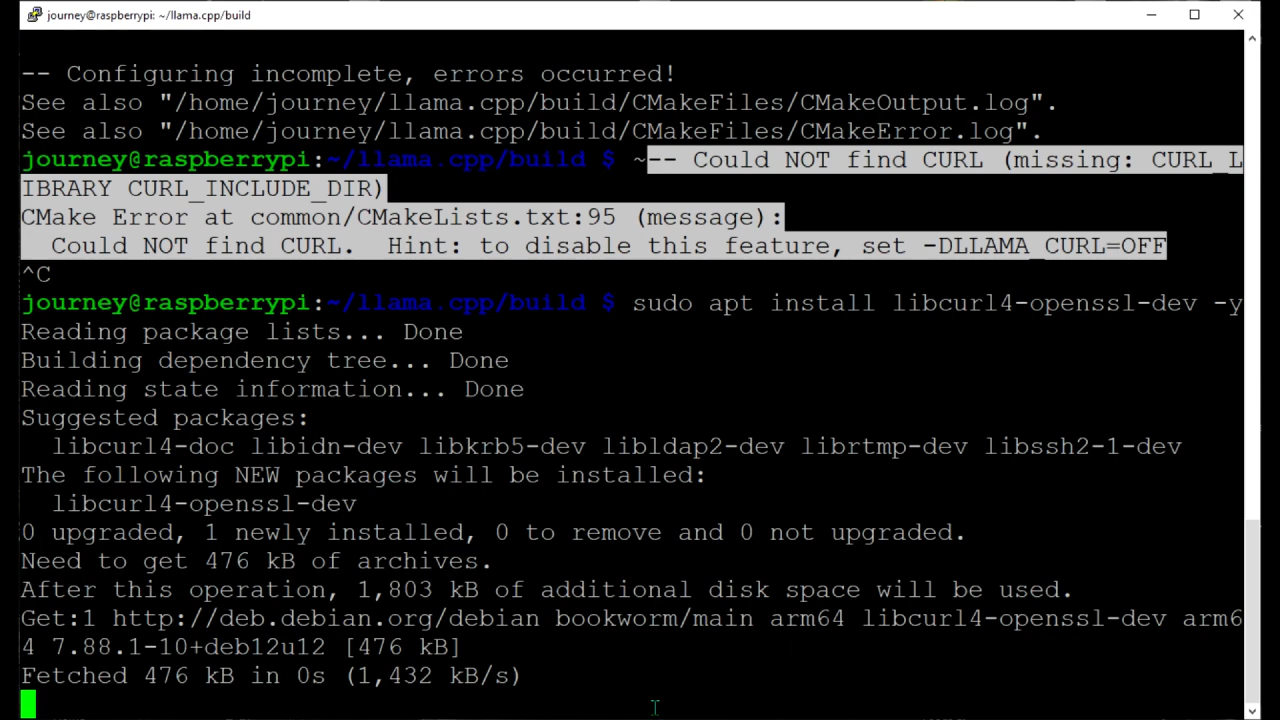 journey@raspberrypi: ~/llama.cpp/build
-- Configuring incomplete, errors occurred!
See also "/home/journey/llama.cpp/build/CMakeFiles/CMakeOutput.log".
See also "/home/journey/llama.cpp/build/CMakeFiles/CMakeError.log".
journey@raspberrypi:~/llama.cpp/build $ ~-- Could NOT find CURL (missing: CURL_L
IBRARY CURL_INCLUDE_DIR)
CMake Error at common/CMakeLists.txt:95 (message):
  Could NOT find CURL.  Hint: to disable this feature, set -DLLAMA_CURL=OFF
^C
journey@raspberrypi:~/llama.cpp/build $ sudo apt install libcurl4-openssl-dev -y
Reading package lists... Done
Building dependency tree... Done
Reading state information... Done
Suggested packages:
  libcurl4-doc libidn-dev libkrb5-dev libldap2-dev librtmp-dev libssh2-1-dev
The following NEW packages will be installed:
  libcurl4-openssl-dev
0 upgraded, 1 newly installed, 0 to remove and 0 not upgraded.
Need to get 476 kB of archives.
After this operation, 1,803 kB of additional disk space will be used.
Get:1 http://deb.debian.org/debian bookworm/main arm64 libcurl4-openssl-dev arm6
4 7.88.1-10+deb12u12 [476 kB]
Fetched 476 kB in 0s (1,432 kB/s)